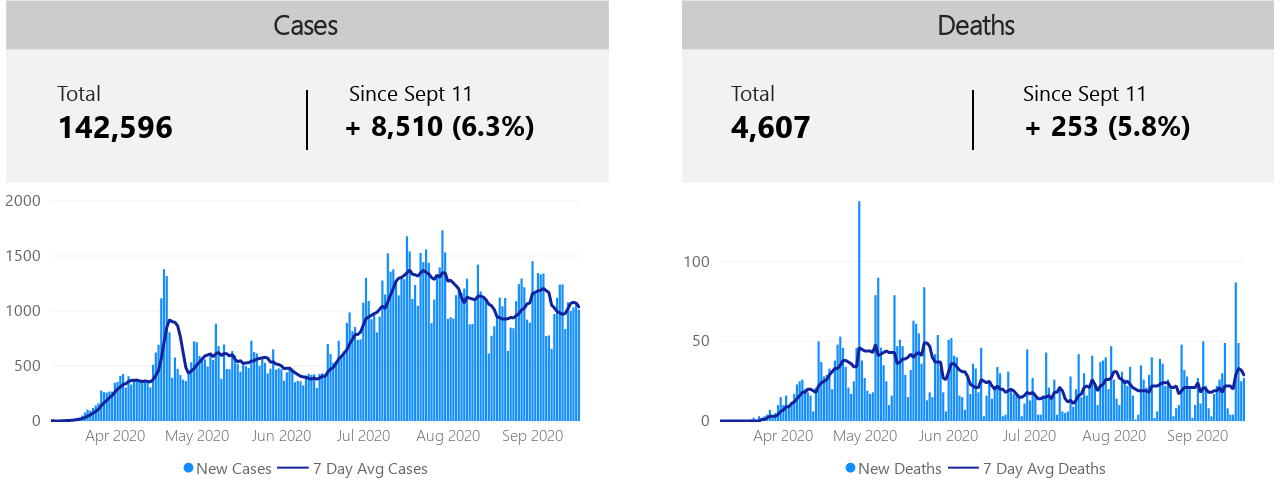 Cases
Total
142,596
Since Sept 11
+ 8,510 (6.3%)
2000
1500
1000
500
0
Apr 2020 May 2020 Jun 2020 Jul 2020 Aug 2020 Sep 2020
New Cases 7 Day Avg Cases
Deaths
Total
4,607
Since Sept 11
+ 253 (5.8%)
100
50
0
Apr 2020 May 2020 Jun 2020 Jul 2020 Aug 2020 Sep 2020
New Deaths 7 Day Avg Deaths